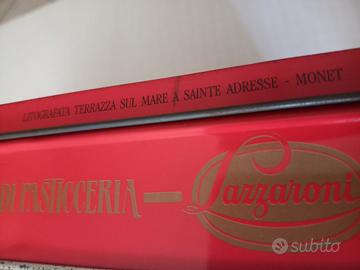 LITOGRAFATA TERRAZZA SUL MARE A SAINTE ADRESSE - MONET
DI PASTICCERIA
Lazzaroni
subito